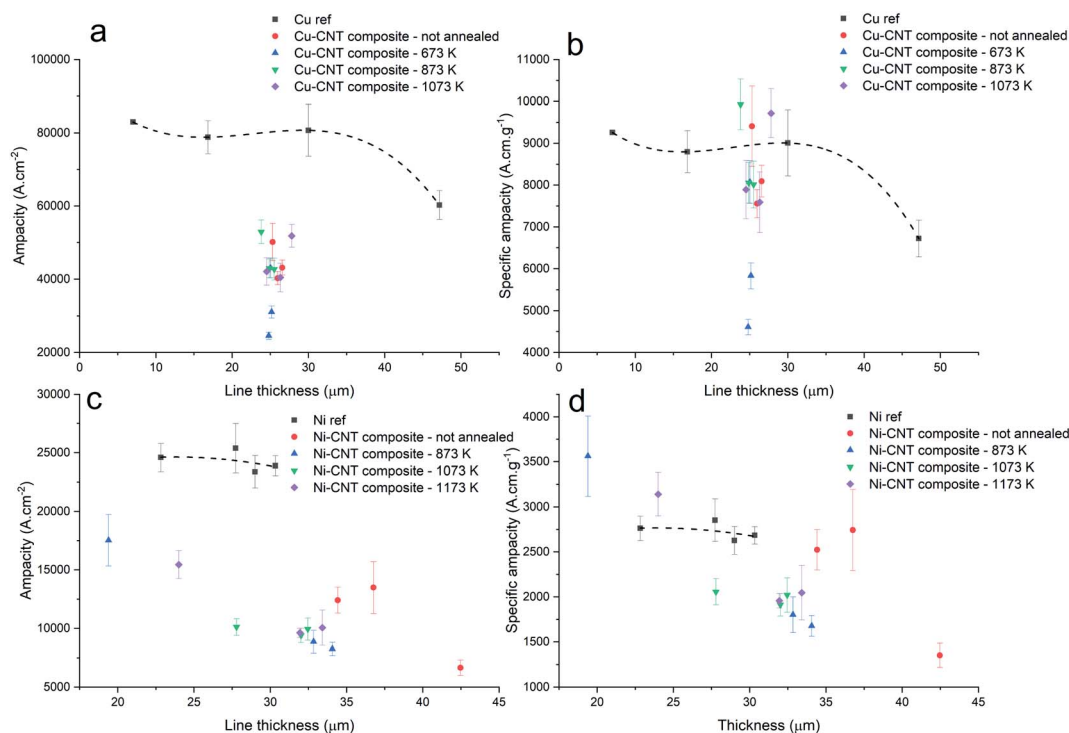 a
Cu ref
Cu-CNT composite - not annealed
Cu-CNT composite - 673 K
Cu-CNT composite - 873 K
Cu-CNT composite - 1073 K
100000
80000
60000
40000
20000
Ampacity (A.cm-2)
0 10 20 30 40 50
Line thickness (μm)
b
Cu ref
Cu-CNT composite - not annealed
Cu-CNT composite - 673 K
Cu-CNT composite - 873 K
Cu-CNT composite - 1073 K
11000
10000
9000
8000
7000
6000
5000
4000
Specific ampacity (A.cm.g-1)
0 10 20 30 40 50
Line thickness (μm)
c
Ni ref
Ni-CNT composite - not annealed
Ni-CNT composite - 873 K
Ni-CNT composite - 1073 K
Ni-CNT composite - 1173 K
30000
25000
20000
15000
10000
5000
Ampacity (A.cm-2)
20 25 30 35 40 45
Line thickness (μm)
d
Ni ref
Ni-CNT composite - not annealed
Ni-CNT composite - 873 K
Ni-CNT composite - 1073 K
Ni-CNT composite - 1173 K
4000
3500
3000
2500
2000
1500
1000
Specific ampacity (A.cm.g-1)
20 25 30 35 40 45
Thickness (μm)